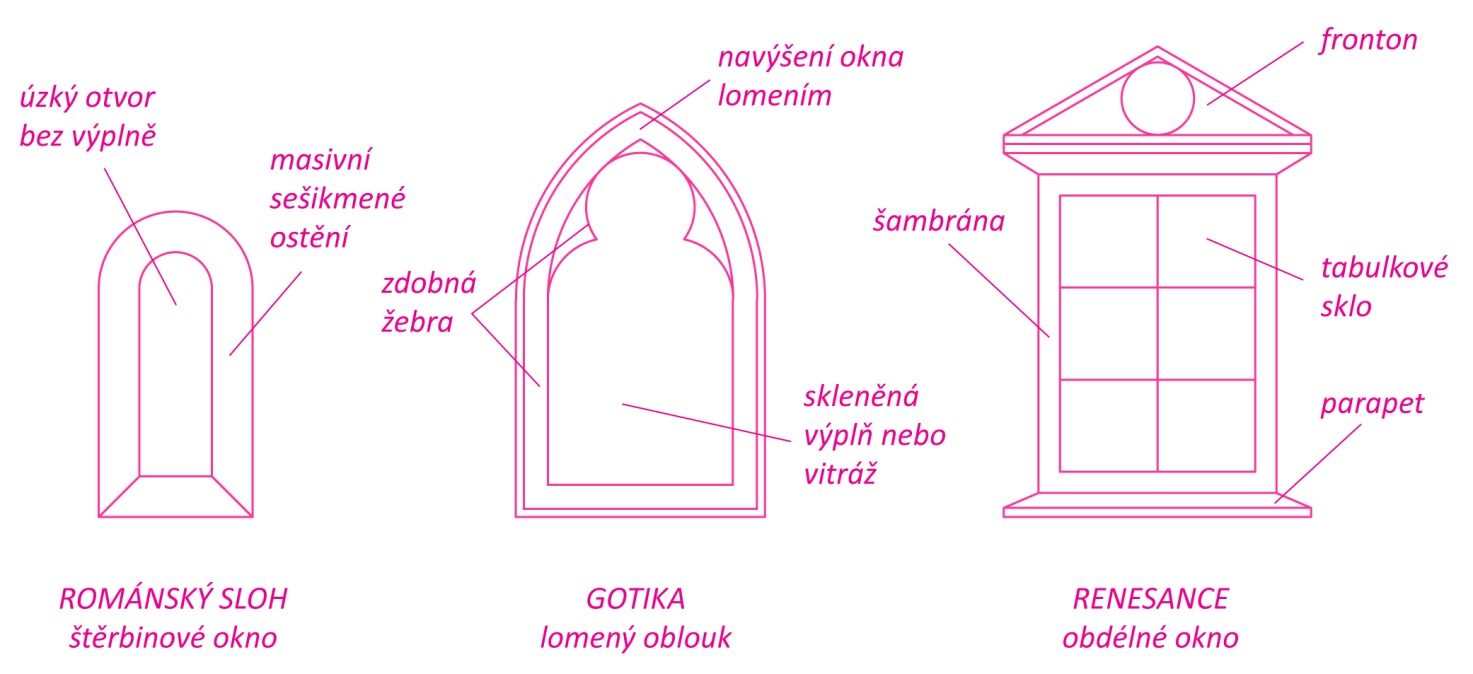 úzký otvor
bez výplně
masivní
sešikmené
ostění
ROMÁNSKÝ SLOH
štěrbinové okno
navýšení okna
lomením
zdobná
žebra
skleněná
výplň nebo
vitráž
GOTIKA
lomený oblouk
fronton
šambrána
tabulkové
sklo
parapet
RENESANCE
obdélné okno